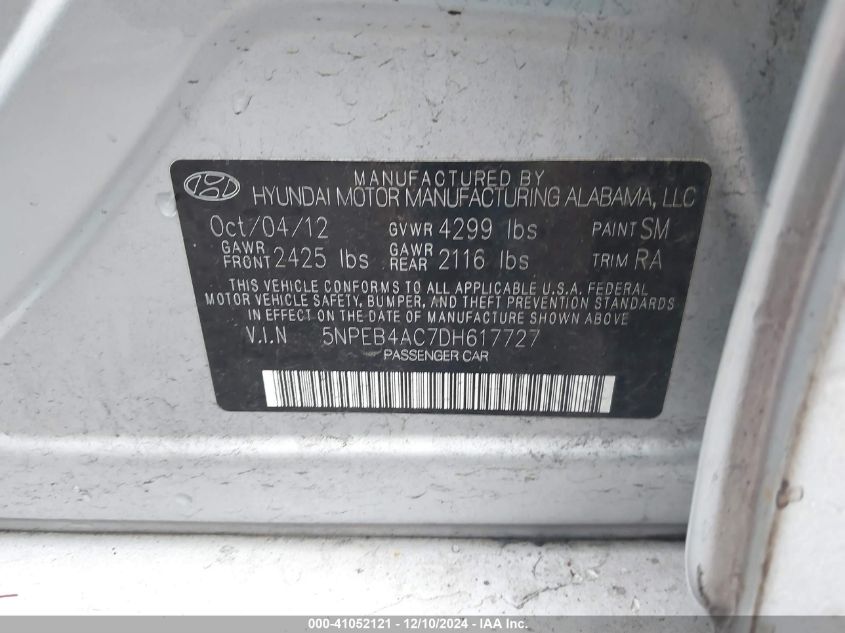 MANUFACTURED BY
HYUNDAI MOTOR MANUFACTURING ALABAMA, LLC
Oct/04/12 GVWR 4299 lbs PAINT SM
GAWR FRONT 2425 lbs GAWR REAR 2116 lbs TRIM RA
THIS VEHICLE CONFORMS TO ALL APPLICABLE U.S.A. FEDERAL
MOTOR VEHICLE SAFETY, BUMPER, AND THEFT PREVENTION STANDARDS
IN EFFECT ON THE DATE OF MANUFACTURE SHOWN ABOVE
V.I.N 5NPEB4AC7DH617727
PASSENGER CAR
000-41052121 - 12/10/2024 - IAA Inc.